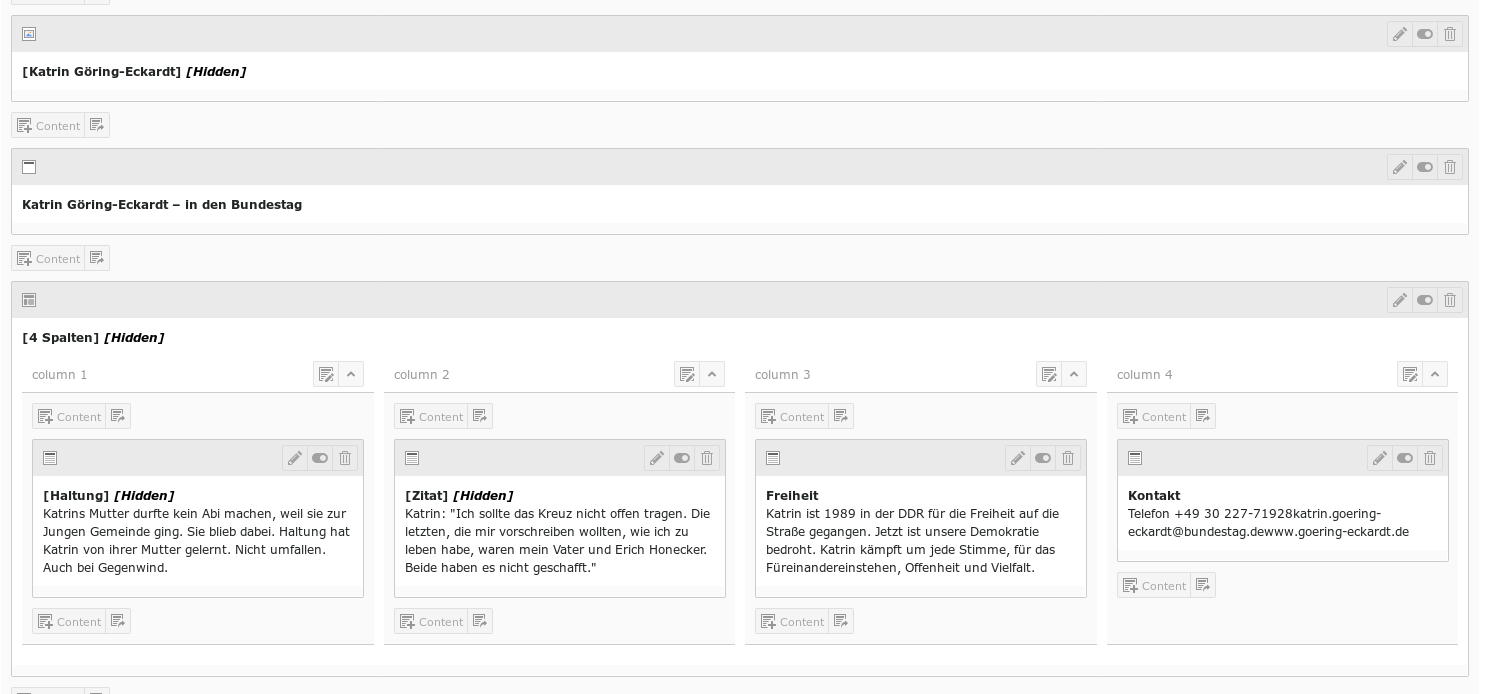 [Katrin Göring-Eckardt] [Hidden]
Content
Katrin Göring-Eckardt – in den Bundestag
Content
[4 Spalten] [Hidden]
column 1
Content
[Haltung] [Hidden]
Katrins Mutter durfte kein Abi machen, weil sie zur
Jungen Gemeinde ging. Sie blieb dabei. Haltung hat
Katrin von ihrer Mutter gelernt. Nicht umfallen.
Auch bei Gegenwind.
Content
column 2
Content
[Zitat] [Hidden]
Katrin: "Ich sollte das Kreuz nicht offen tragen. Die
letzten, die mir vorschreiben wollten, wie ich zu
leben habe, waren mein Vater und Erich Honecker.
Beide haben es nicht geschafft."
Content
column 3
Content
Freiheit
Katrin ist 1989 in der DDR für die Freiheit auf die
Straße gegangen. Jetzt ist unsere Demokratie
bedroht. Katrin kämpft um jede Stimme, für das
Füreinandereinstehen, Offenheit und Vielfalt.
Content
column 4
Content
Kontakt
Telefon +49 30 227-71928katrin.goering-
eckardt@bundestag.dewww.goering-eckardt.de
Content